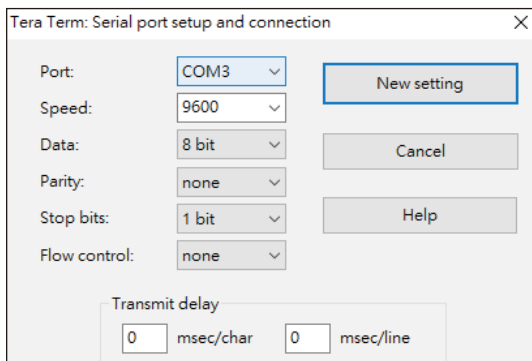 Tera Term: Serial port setup and connection
Port: COM3 New setting
Speed: 9600
Data: 8 bit Cancel
Parity: none
Stop bits: 1 bit Help
Flow control: none
Transmit delay
0 msec/char 0 msec/line